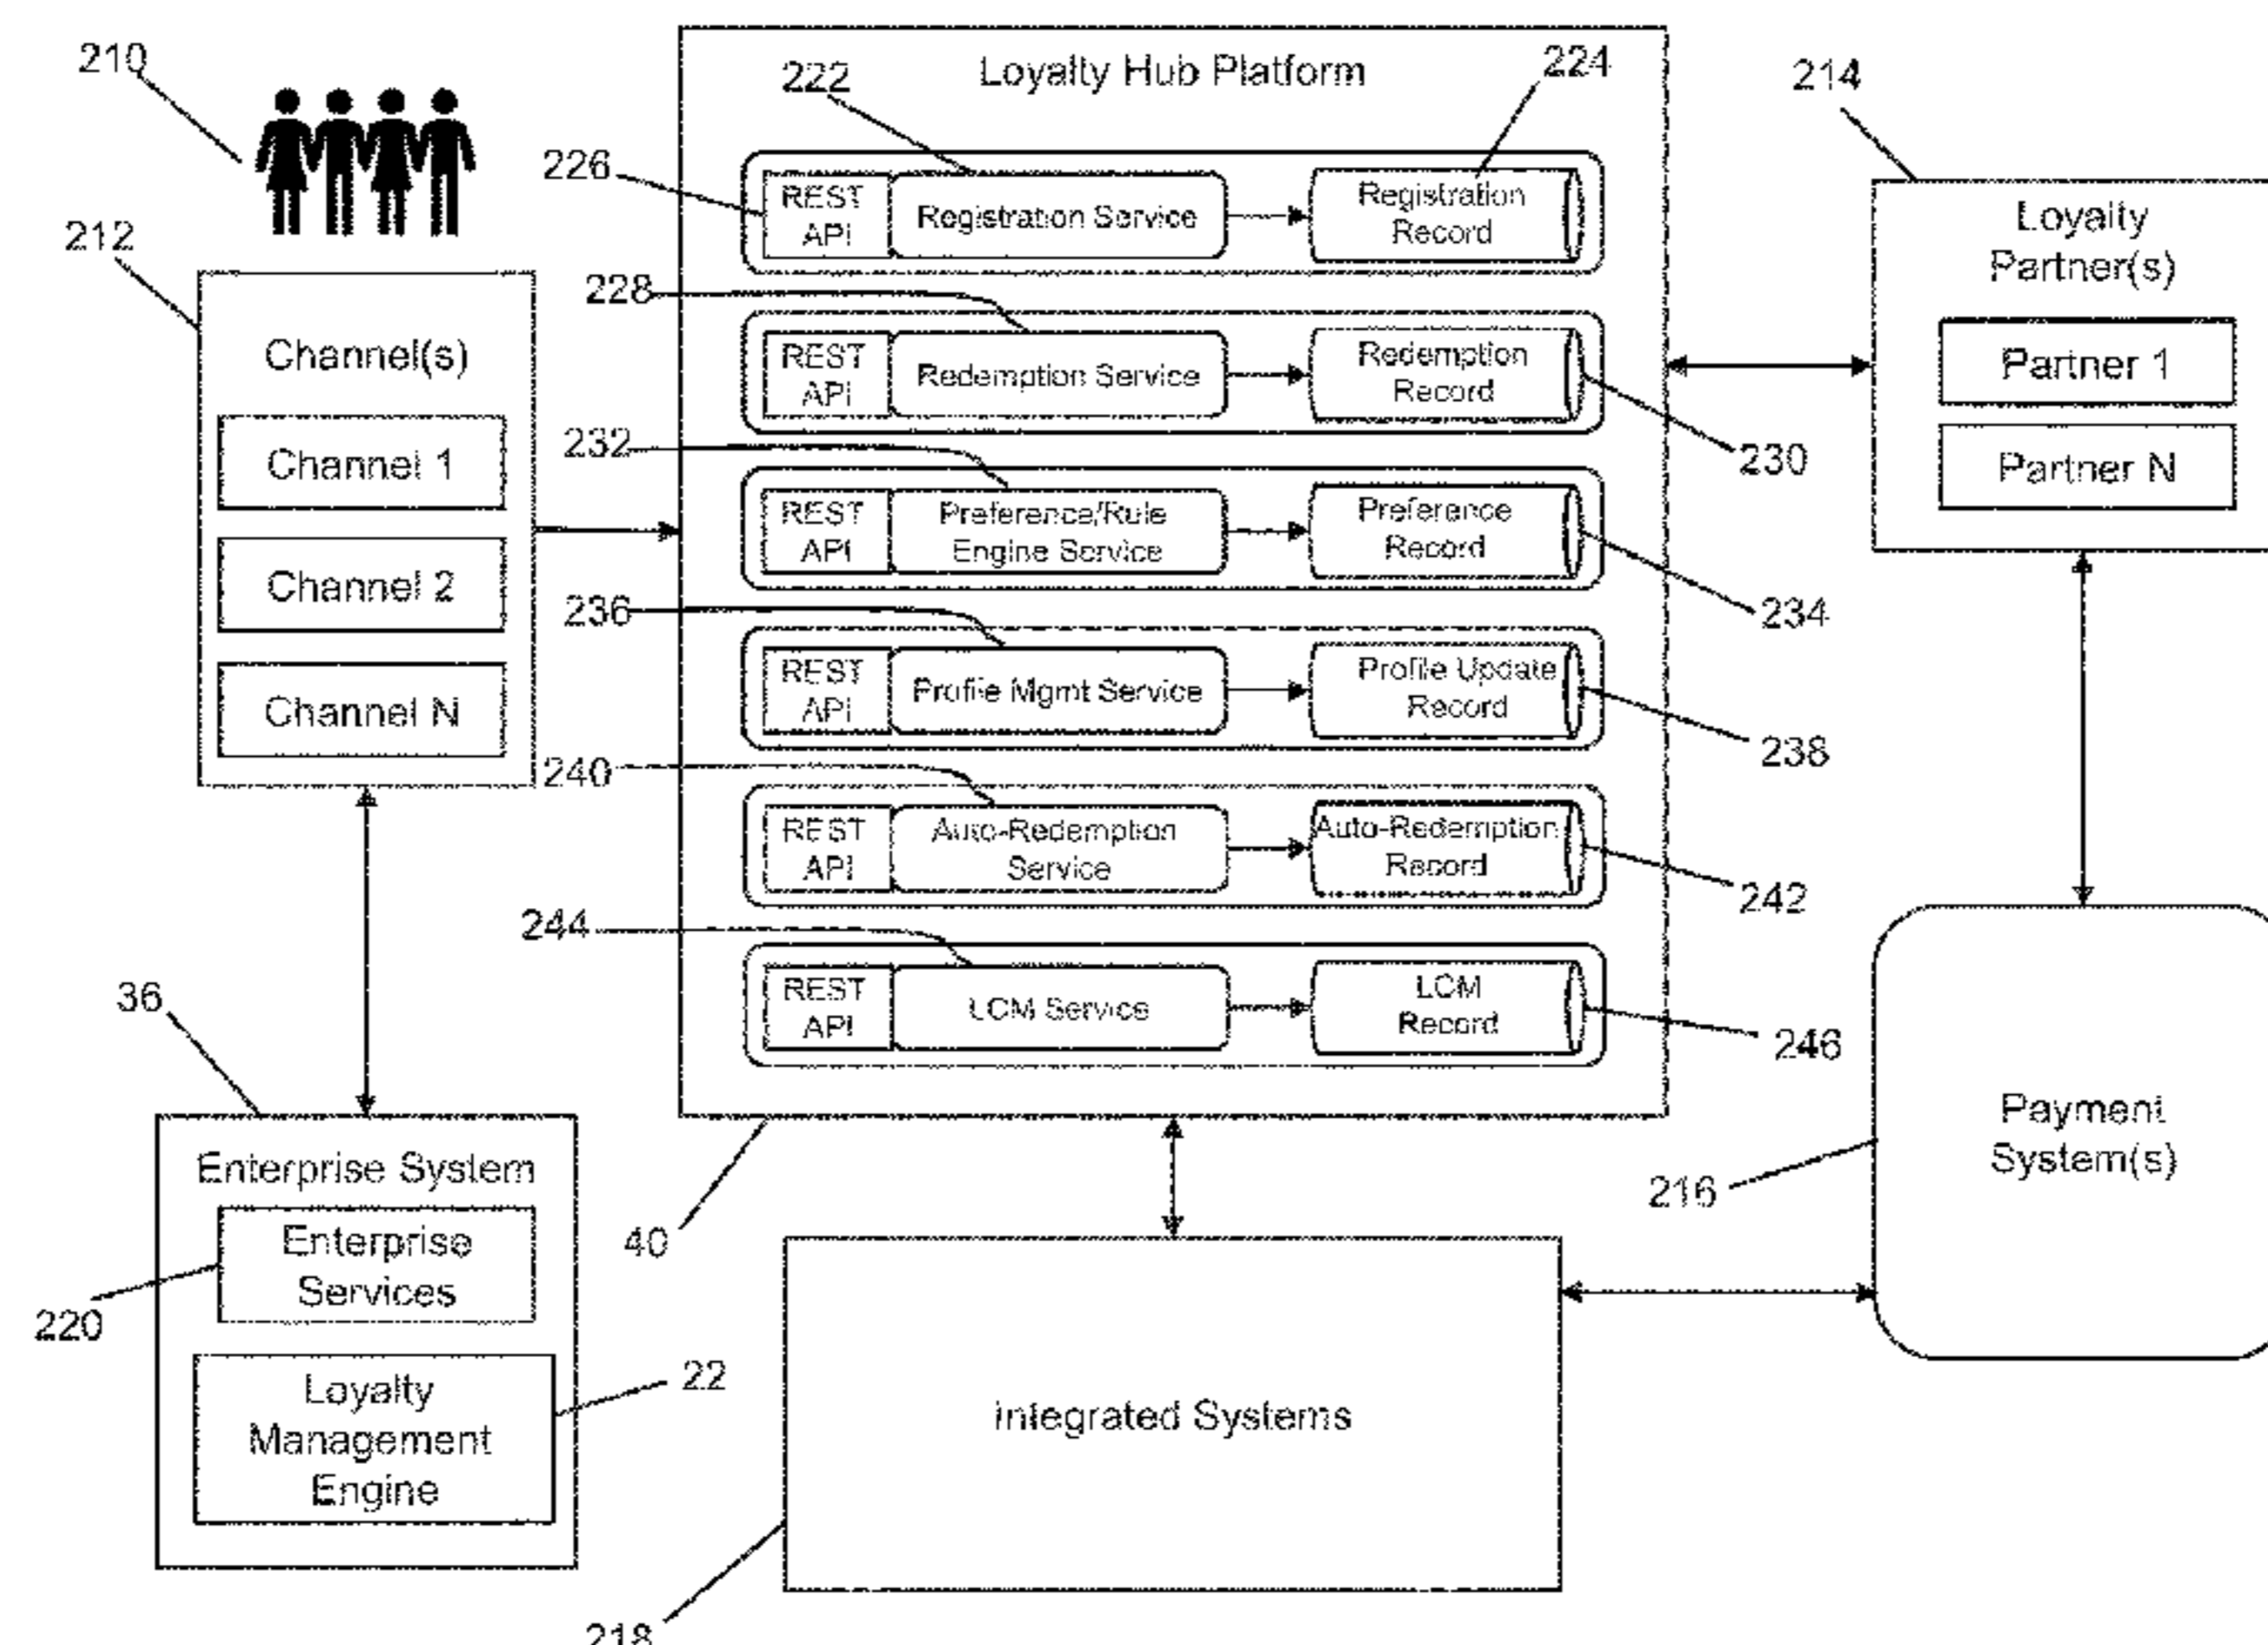 210
212
Channel(s)
Channel 1
Channel 2
Channel N
36
Enterprise System
Enterprise
Services
220
Loyalty
Management
Engine
22
Loyalty Hub Platform
222
224
226
REST
API
Registration Service
Registration
Record
228
REST
API
Redemption Service
Redemption
Record
230
232
REST
API
Preference/Rule
Engine Service
Preference
Record
234
236
REST
API
Profile Mgmt Service
Profile Update
Record
238
240
REST
API
Auto-Redemption
Service
Auto-Redemption
Record
242
244
REST
API
LCM Service
LCM
Record
246
40
Integrated Systems
218
214
Loyalty
Partner(s)
Partner 1
Partner N
Payment
System(s)
216